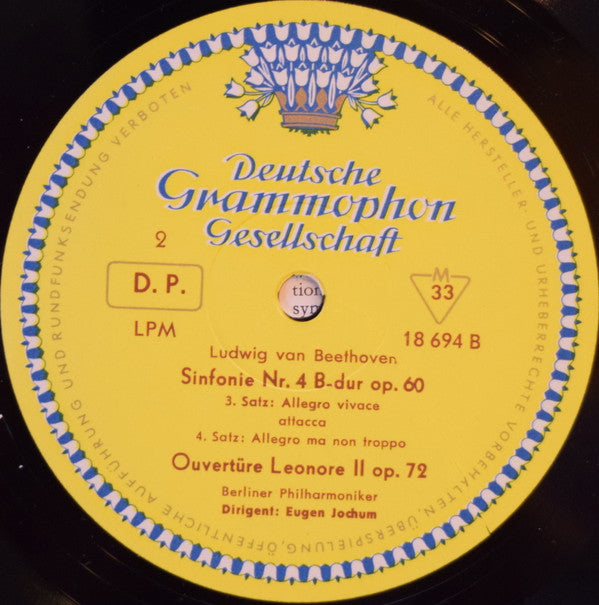 Deutsche
Grammophon
Gesellschaft
2
D. P.
LPM
M
33
18 694 B
tion
syn
Ludwig van Beethoven
Sinfonie Nr. 4 B-dur op. 60
3. Satz: Allegro vivace
attacca
4. Satz: Allegro ma non troppo
Ouvertüre Leonore II op. 72
Berliner Philharmoniker
Dirigent: Eugen Jochum
ALLE HERSTELLER- UND URHEBERRECHTE VORBEHALTEN, ÜBERSPIELUNG, ÖFFENTLICHE AUFFÜHRUNG UND RUNDFUNKSENDUNG VERBOTEN